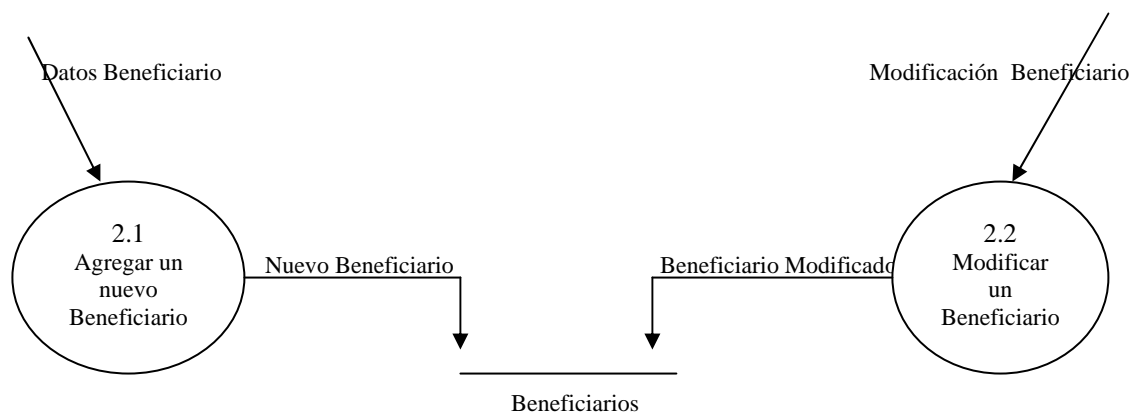 Datos Beneficiario
Modificación Beneficiario
2.1
Agregar un
nuevo
Beneficiario
Nuevo Beneficiario
Beneficiario Modificado
2.2
Modificar
un
Beneficiario
Beneficiarios